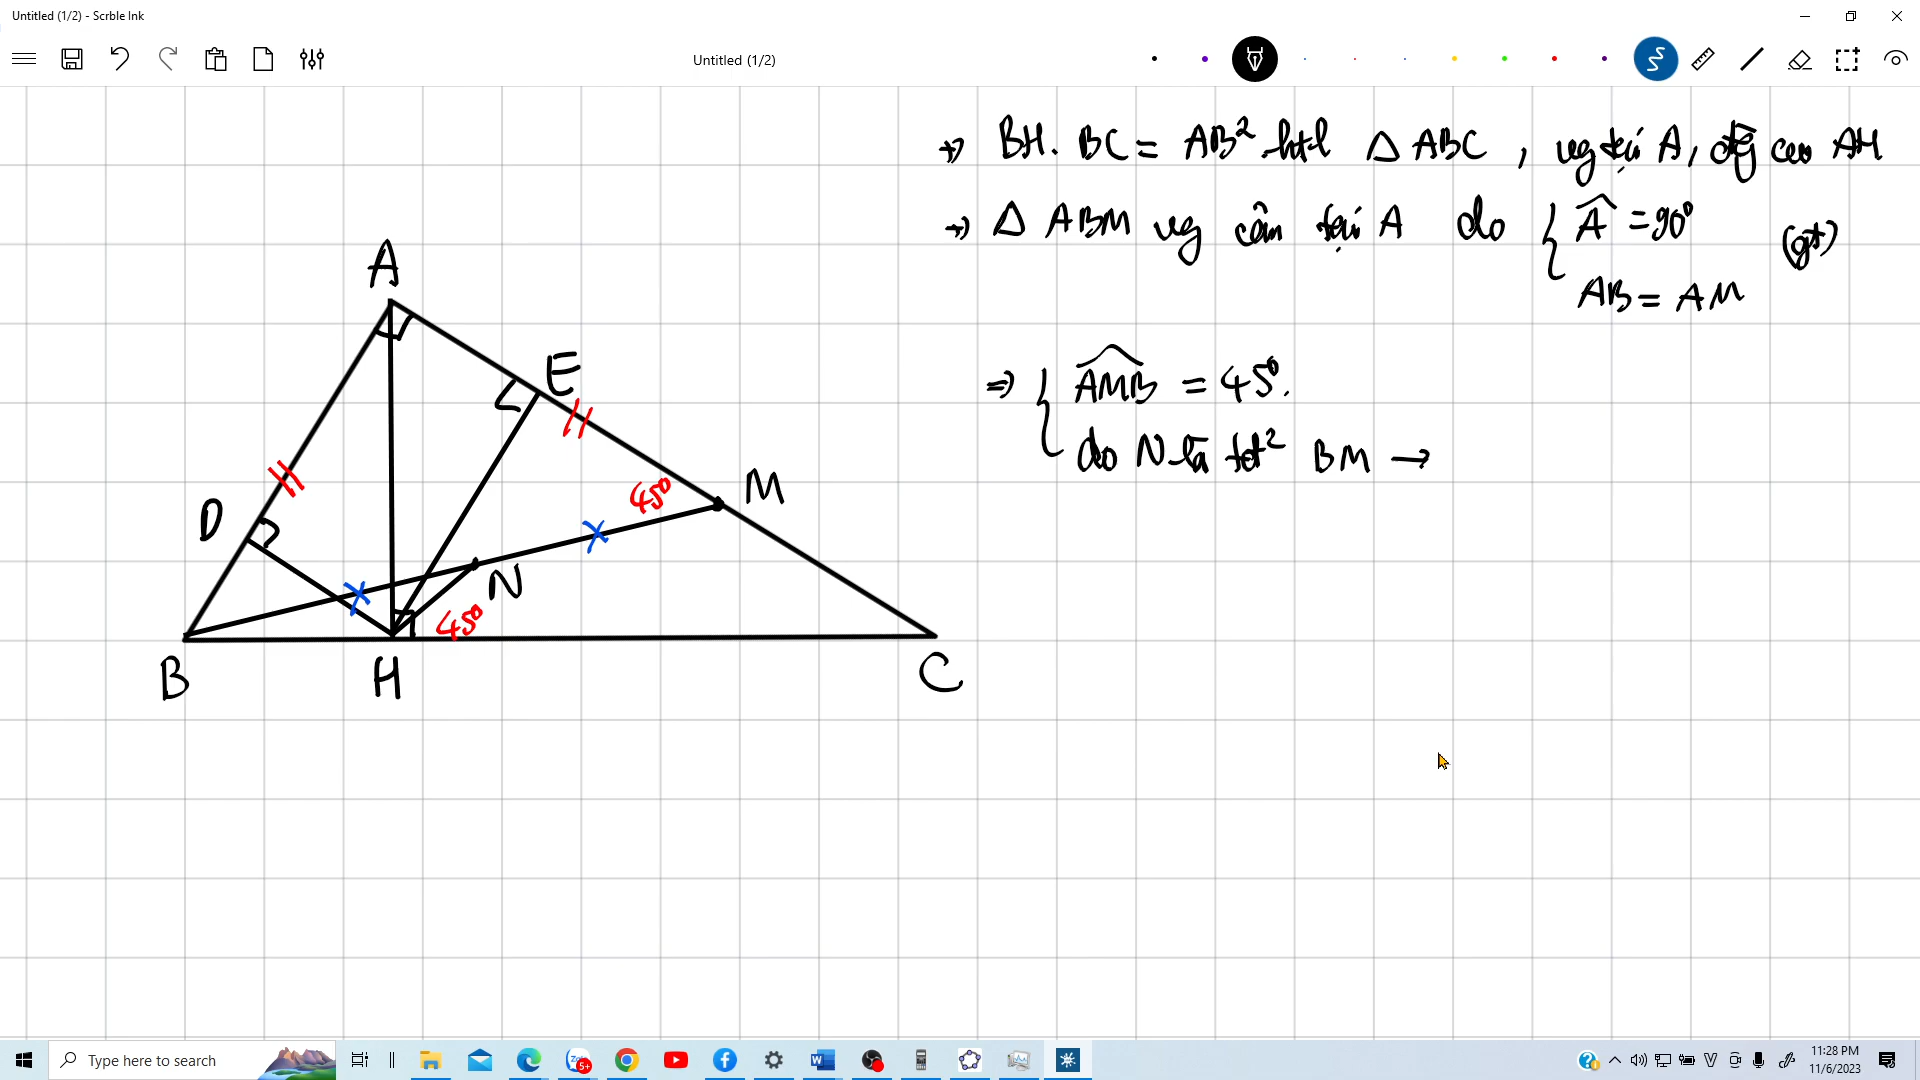 Untitled (1/2) - Scrble Ink
Untitled (1/2)
→ BH. BC = AB² htl △ ABC , vg tại A, đg cao AH
→ △ ABM vg cân tại A do { Â = 90° (gt)
AB = AM
⇒ { AMB = 45°.
do N là tđ² BM →
A
E
M
45°
D
N
45°
B
H
C
Type here to search
5+
11:28 PM
11/6/2023